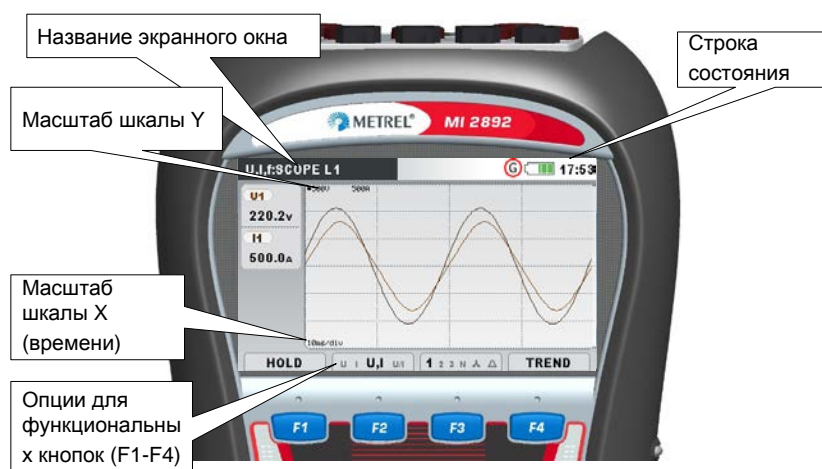 Название экранного окна
Строка
состояния
Масштаб шкалы Y
METREL®
MI 2892
U,I,f:SCOPE L1
G
17:53
500V 500A
U1
220.2v
I1
500.0A
Масштаб
шкалы X
(времени)
10ms/div
HOLD
U I U,I U/I
1 2 3 N
TREND
Опции для
функциональны
х кнопок (F1-F4)
F1
F2
F3
F4